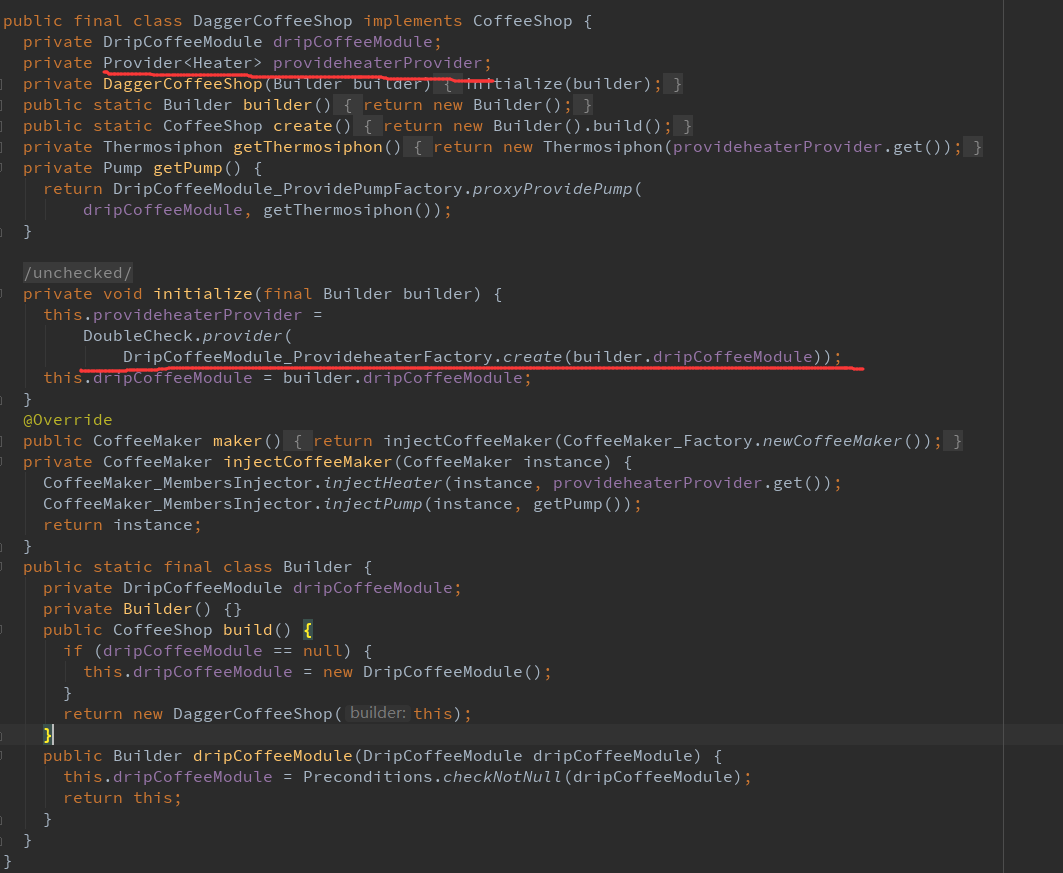 public final class DaggerCoffeeShop implements CoffeeShop {
private DripCoffeeModule dripCoffeeModule;
private Provider<Heater> provideheaterProvider;
private DaggerCoffeeShop(Builder builder) { initialize(builder); }
public static Builder builder() { return new Builder(); }
public static CoffeeShop create() { return new Builder().build(); }
private Thermosiphon getThermosiphon() { return new Thermosiphon(provideheaterProvider.get()); }
private Pump getPump() {
return DripCoffeeModule_ProvidePumpFactory.proxyProvidePump(
dripCoffeeModule, getThermosiphon());
}
/unchecked/
private void initialize(final Builder builder) {
this.provideheaterProvider =
DoubleCheck.provider(
DripCoffeeModule_ProvideheaterFactory.create(builder.dripCoffeeModule));
this.dripCoffeeModule = builder.dripCoffeeModule;
}
@Override
public CoffeeMaker maker() { return injectCoffeeMaker(CoffeeMaker_Factory.newCoffeeMaker()); }
private CoffeeMaker injectCoffeeMaker(CoffeeMaker instance) {
CoffeeMaker_MembersInjector.injectHeater(instance, provideheaterProvider.get());
CoffeeMaker_MembersInjector.injectPump(instance, getPump());
return instance;
}
public static final class Builder {
private DripCoffeeModule dripCoffeeModule;
private Builder() {}
public CoffeeShop build() {
if (dripCoffeeModule == null) {
this.dripCoffeeModule = new DripCoffeeModule();
}
return new DaggerCoffeeShop( builder: this);
}
public Builder dripCoffeeModule(DripCoffeeModule dripCoffeeModule) {
this.dripCoffeeModule = Preconditions.checkNotNull(dripCoffeeModule);
return this;
}
}
}